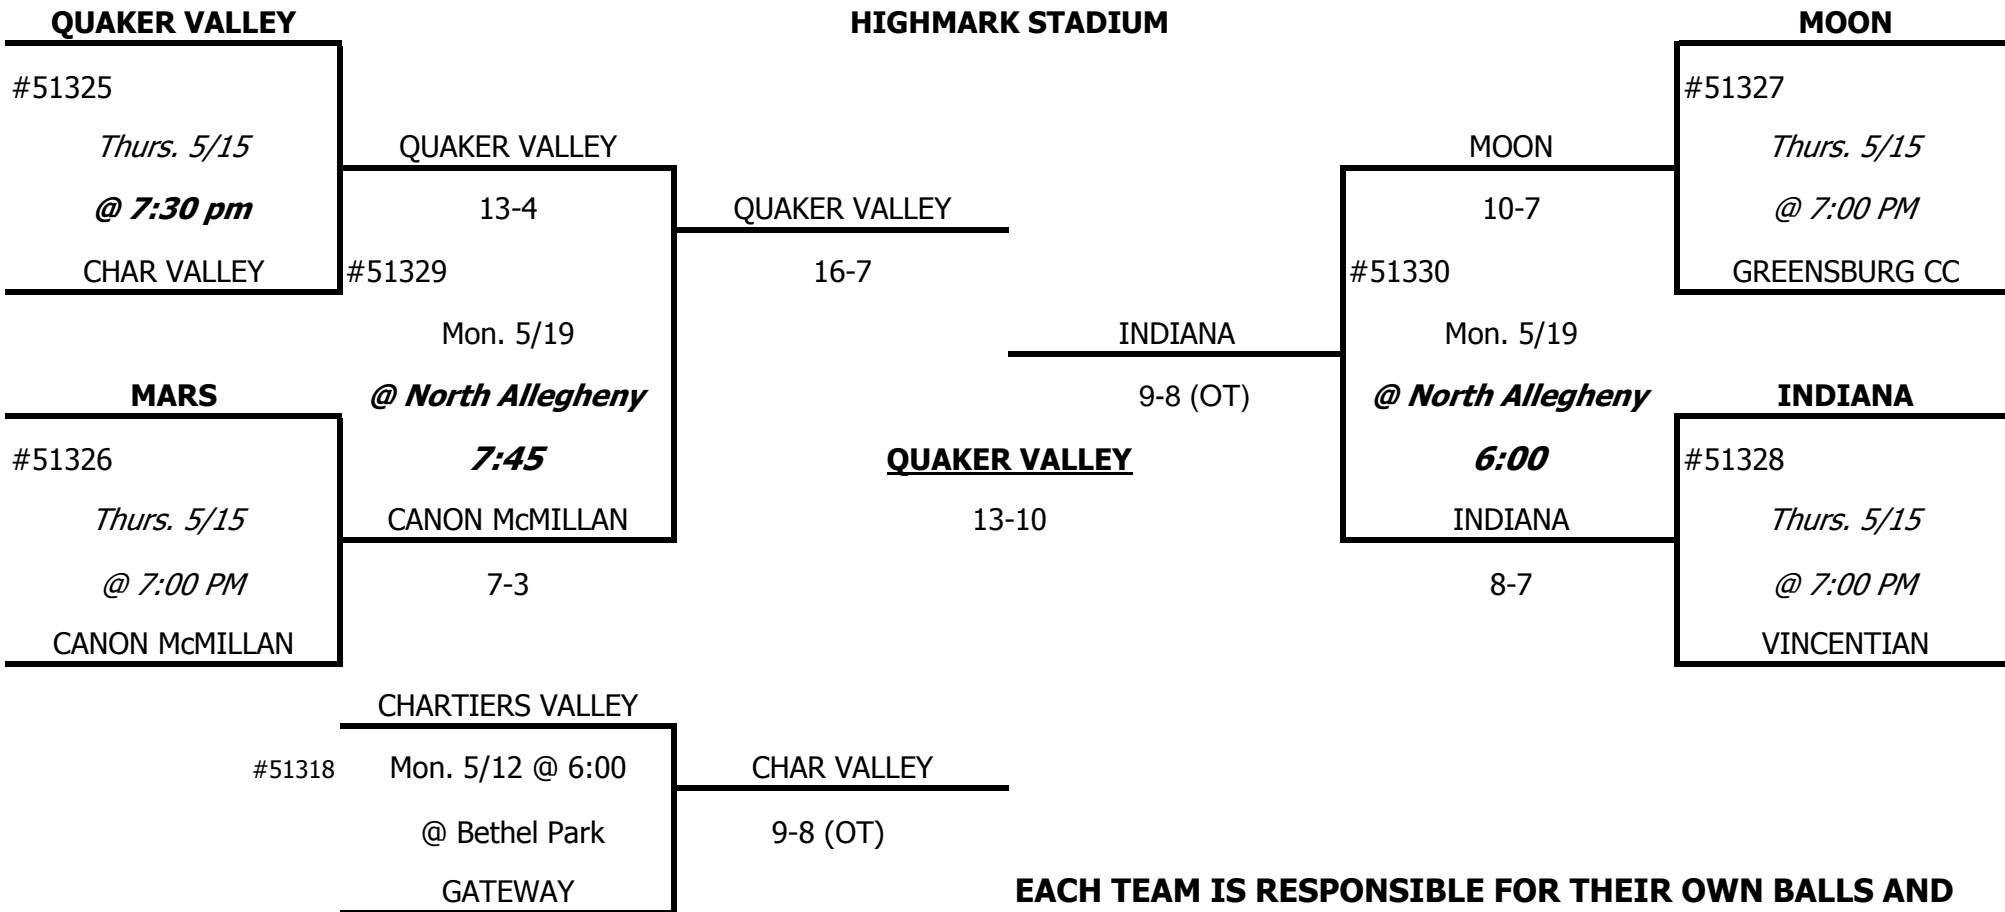 QUAKER VALLEY HIGHMARK STADIUM MOON
#51325 #51327
Thurs. 5/15 QUAKER VALLEY MOON Thurs. 5/15
@ 7:30 pm 13-4 QUAKER VALLEY 10-7 @ 7:00 PM
CHAR VALLEY #51329 16-7 #51330 GREENSBURG CC
Mon. 5/19 INDIANA Mon. 5/19
MARS @ North Allegheny 9-8 (OT) @ North Allegheny INDIANA
#51326 7:45 QUAKER VALLEY 6:00 #51328
Thurs. 5/15 CANON McMILLAN 13-10 INDIANA Thurs. 5/15
@ 7:00 PM 7-3 8-7 @ 7:00 PM
CANON McMILLAN VINCENTIAN
CHARTIERS VALLEY
#51318 Mon. 5/12 @ 6:00 CHAR VALLEY
@ Bethel Park 9-8 (OT)
GATEWAY EACH TEAM IS RESPONSIBLE FOR THEIR OWN BALLS AND